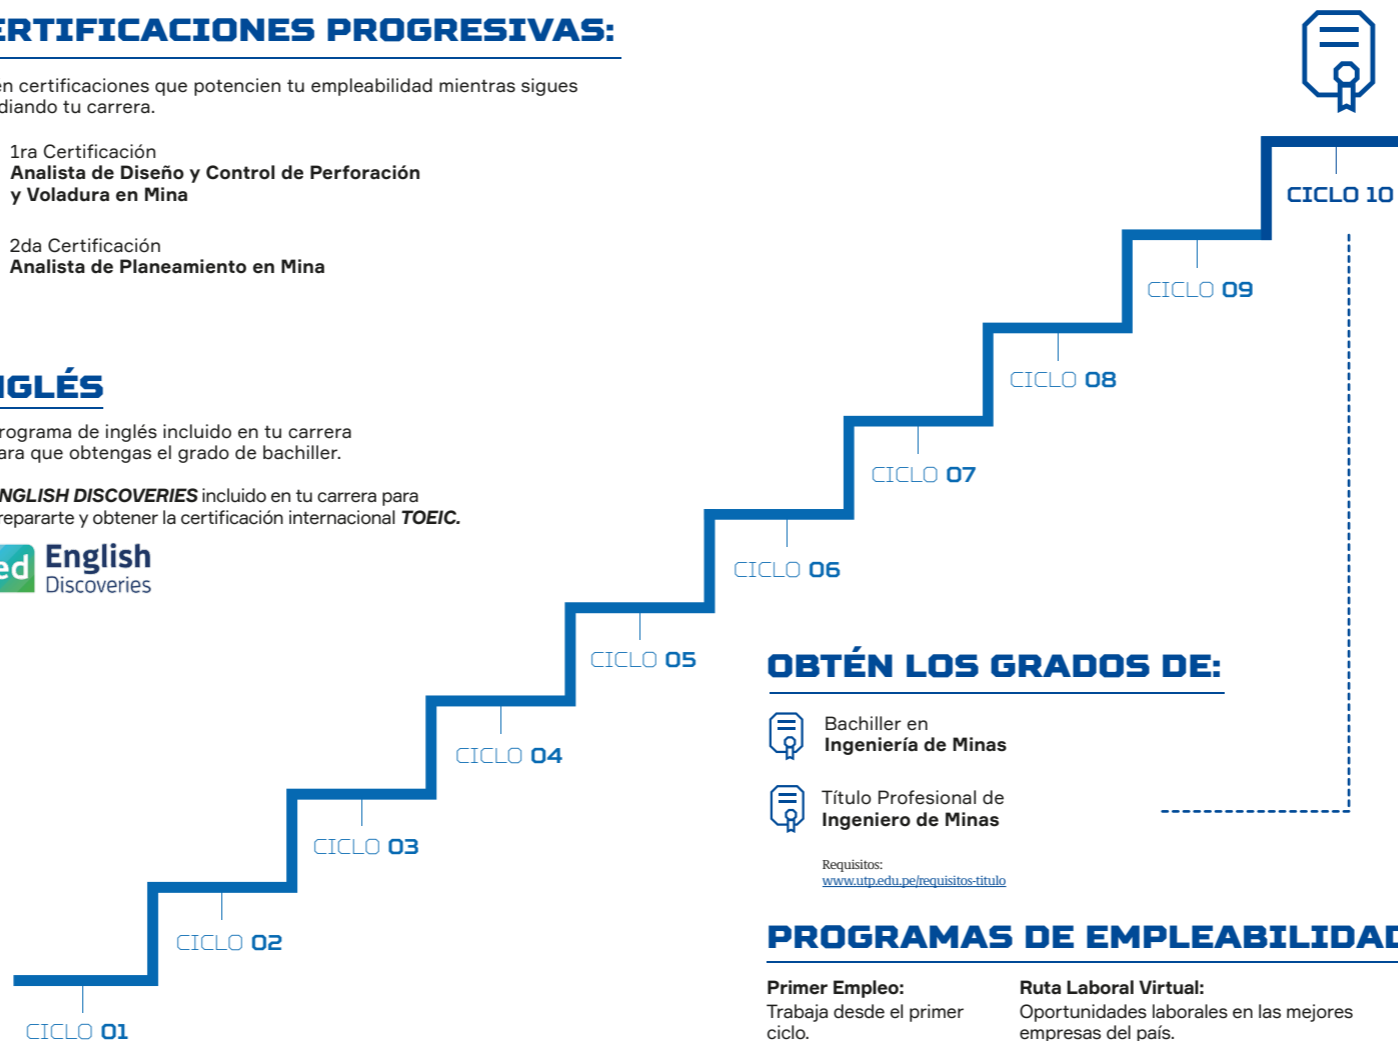 ERTIFICACIONES PROGRESIVAS:
én certificaciones que potencien tu empleabilidad mientras sigues
diando tu carrera.
1ra Certificación
Analista de Diseño y Control de Perforación
y Voladura en Mina
2da Certificación
Analista de Planeamiento en Mina
NGLÉS
rograma de inglés incluido en tu carrera
ara que obtengas el grado de bachiller.
NGLISH DISCOVERIES incluido en tu carrera para
repararte y obtener la certificación internacional TOEIC.
ed English
Discoveries
CICLO 10
CICLO 09
CICLO 08
CICLO 07
CICLO 06
CICLO 05
CICLO 04
CICLO 03
CICLO 02
CICLO 01
OBTÉN LOS GRADOS DE:
Bachiller en
Ingeniería de Minas
Título Profesional de
Ingeniero de Minas
Requisitos:
www.utp.edu.pe/requisitos-titulo
PROGRAMAS DE EMPLEABILIDAD
Primer Empleo:
Trabaja desde el primer
ciclo.
Ruta Laboral Virtual:
Oportunidades laborales en las mejores
empresas del país.